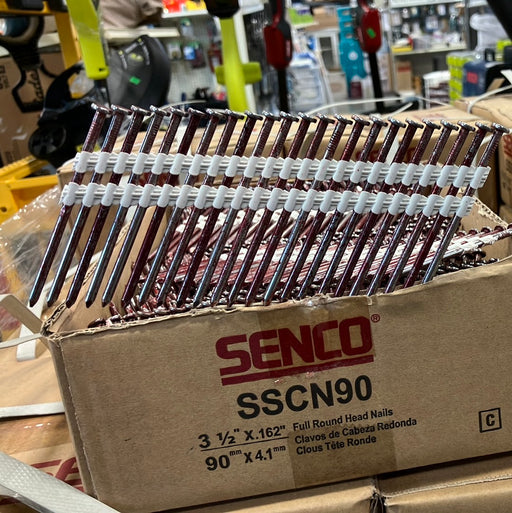 SENCO®
SSCN90
3 ½" X .162" Full Round Head Nails
Clavos de Cabeza Redonda
90mm X 4.1mm Clous Tête Ronde
C